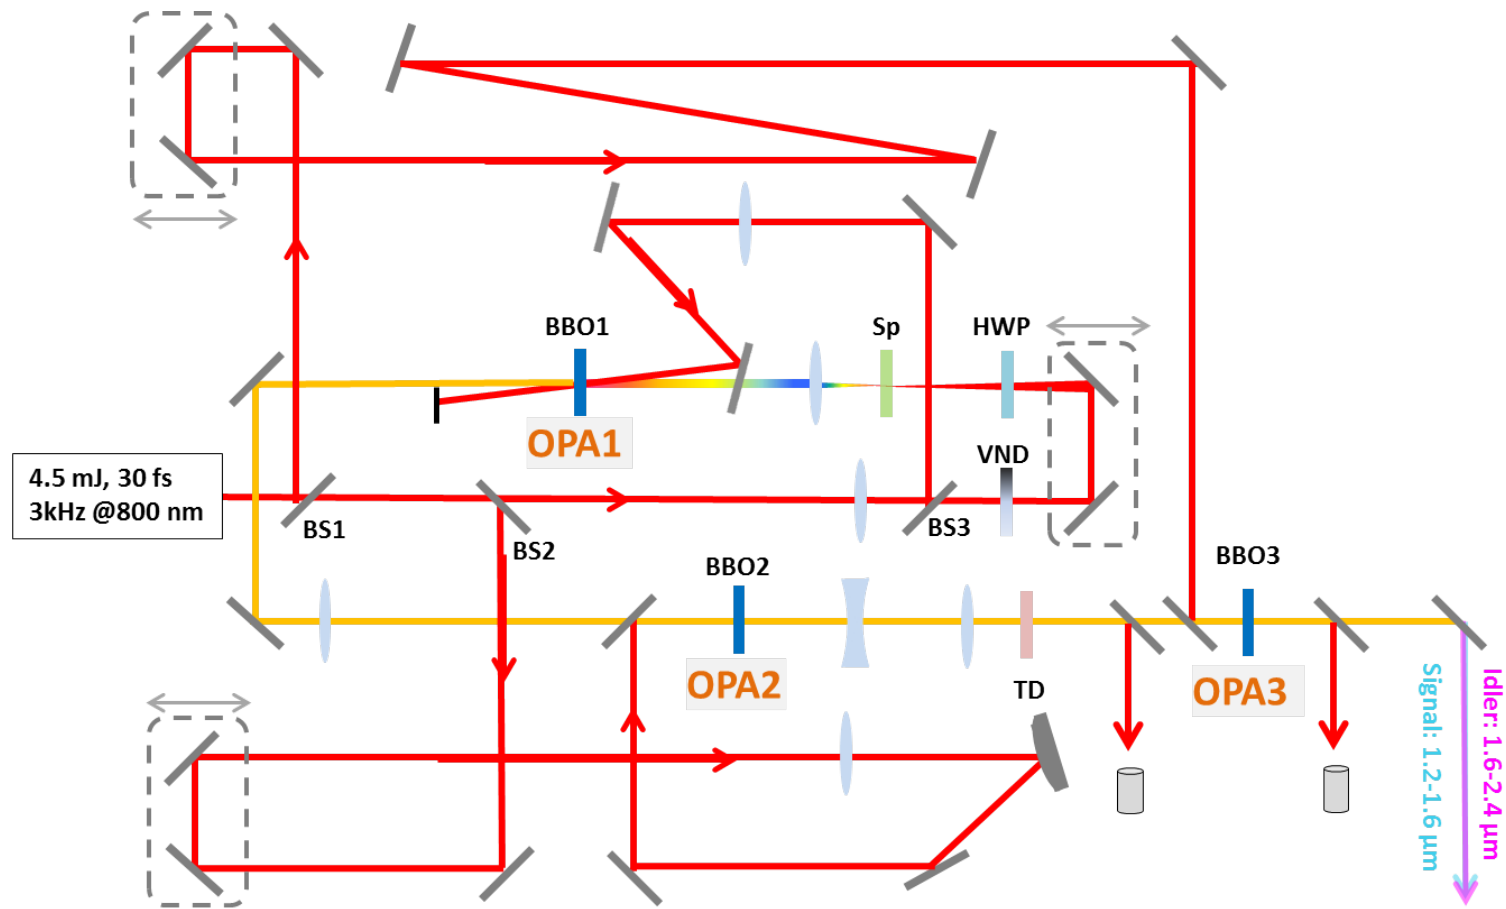 BBO1
Sp
HWP
OPA1
VND
4.5 mJ, 30 fs
3kHz @800 nm
BS1
BS2
BS3
BBO2
BBO3
OPA2
TD
OPA3
Signal: 1.2-1.6 μm
Idler: 1.6-2.4 μm